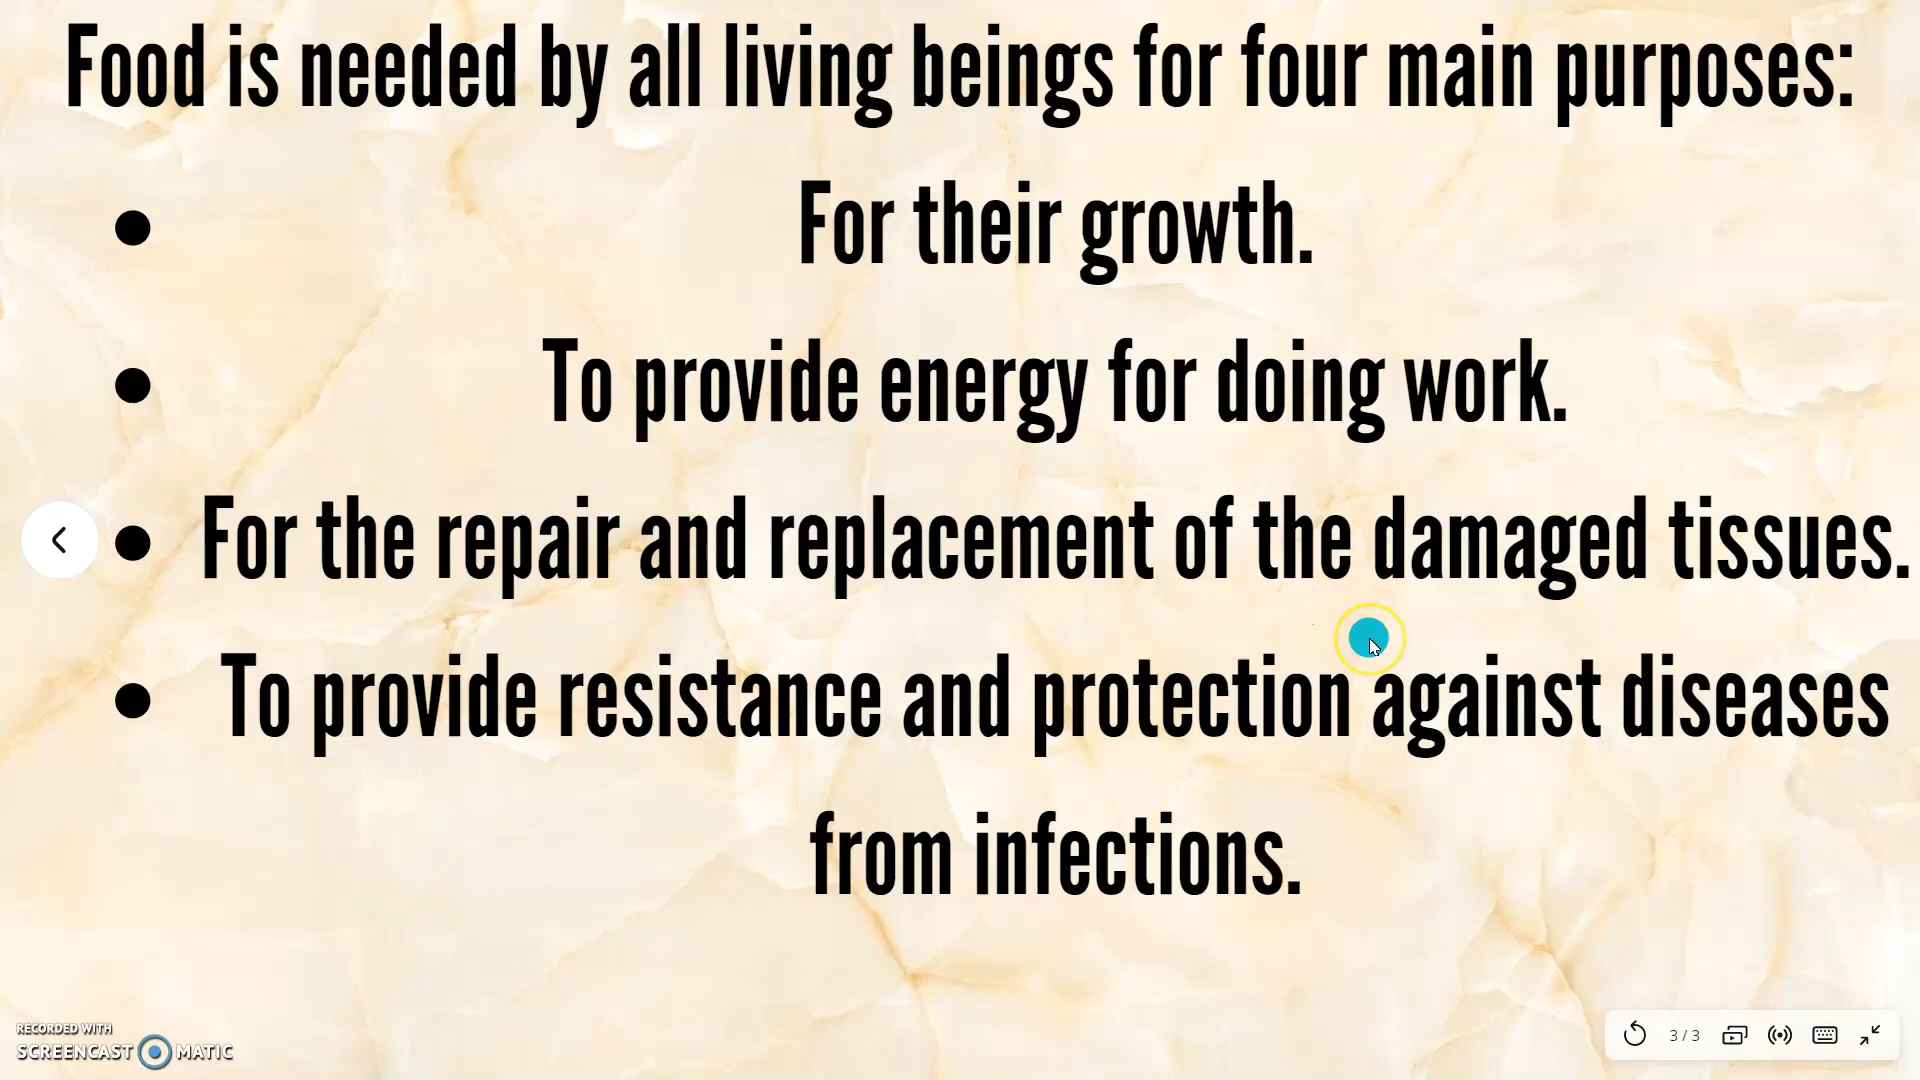 Food is needed by all living beings for four main purposes:
● For their growth.
● To provide energy for doing work.
● For the repair and replacement of the damaged tissues.
● To provide resistance and protection against diseases
from infections.
RECORDED WITH
SCREENCAST MATIC
3 / 3